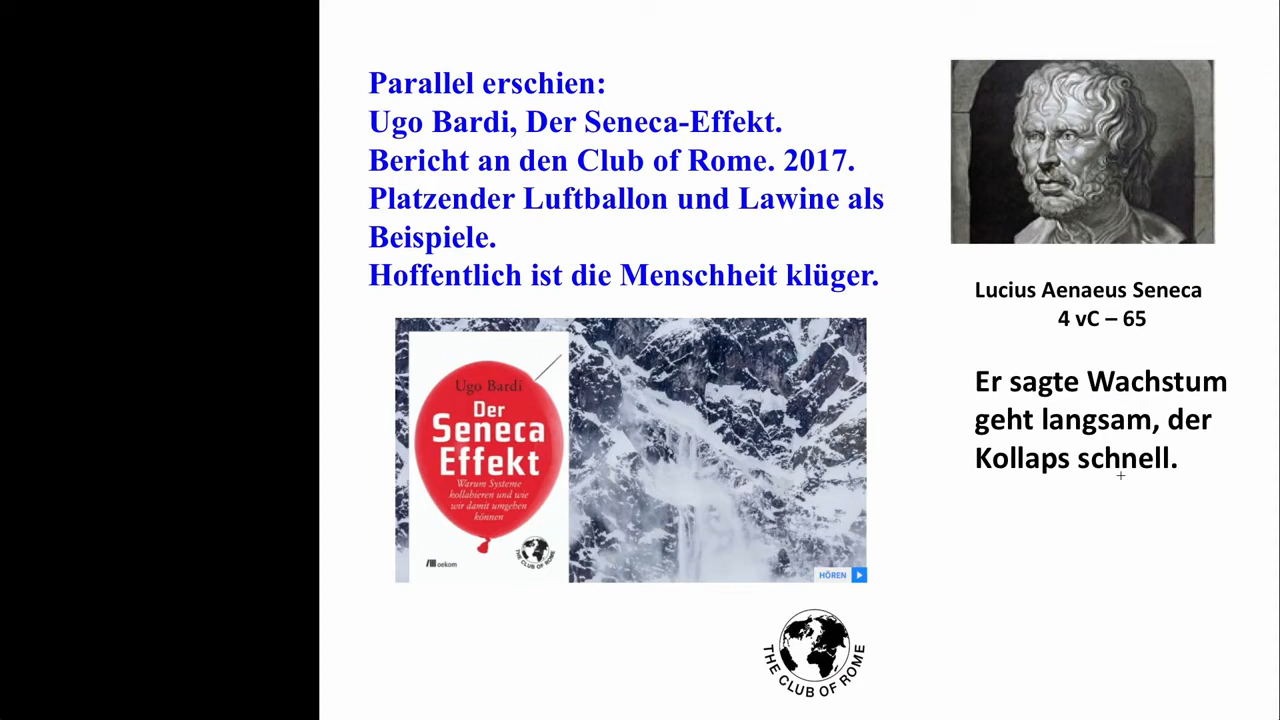 Parallel erschien:
Ugo Bardi, Der Seneca-Effekt.
Bericht an den Club of Rome. 2017.
Platzender Luftballon und Lawine als
Beispiele.
Hoffentlich ist die Menschheit klüger.
Lucius Aenaeus Seneca
4 vC – 65
Er sagte Wachstum
geht langsam, der
Kollaps schnell.
Ugo Bardi
Der
Seneca
Effekt
Warum Systeme
kollabieren und wie
wir damit umgehen
können
oekom
THE CLUB OF ROME
HÖREN
THE CLUB OF ROME